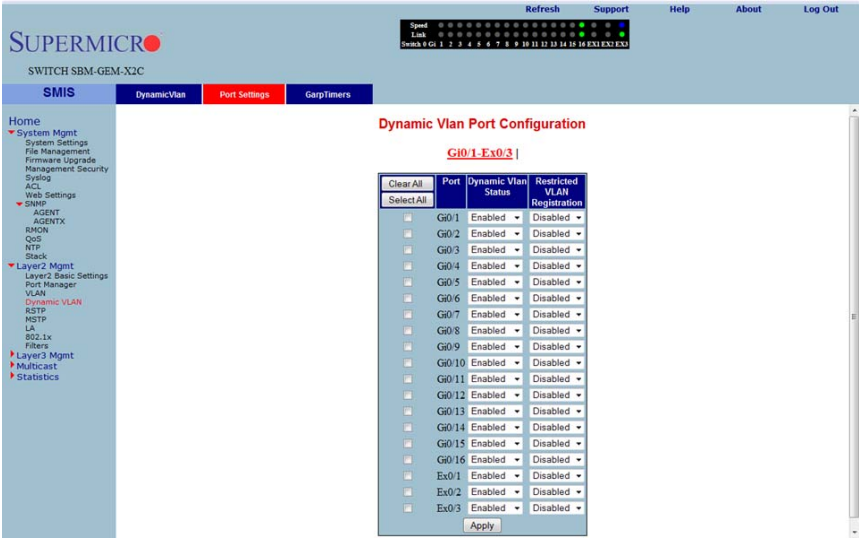 Refresh Support Help About Log Out
Speed
Link
Switch 0 Gi 1 2 3 4 5 6 7 8 9 10 11 12 13 14 15 16 EX1 EX2 EX3
SUPERMICRO
SWITCH SBM-GEM-X2C
SMIS DynamicVlan Port Settings GarpTimers
Home
System Mgmt
System Settings
File Management
Firmware Upgrade
Management Security
Syslog
ACL
Web Settings
SNMP
AGENT
AGENTX
RMON
QoS
NTP
Stack
Layer2 Mgmt
Layer2 Basic Settings
Port Manager
VLAN
Dynamic VLAN
RSTP
MSTP
LA
802.1x
Filters
Layer3 Mgmt
Multicast
Statistics
Dynamic Vlan Port Configuration
Gi0/1-Ex0/3 |
Clear All
Select All
Port
Dynamic Vlan
Status
Restricted
VLAN
Registration
Gi0/1 Enabled Disabled
Gi0/2 Enabled Disabled
Gi0/3 Enabled Disabled
Gi0/4 Enabled Disabled
Gi0/5 Enabled Disabled
Gi0/6 Enabled Disabled
Gi0/7 Enabled Disabled
Gi0/8 Enabled Disabled
Gi0/9 Enabled Disabled
Gi0/10 Enabled Disabled
Gi0/11 Enabled Disabled
Gi0/12 Enabled Disabled
Gi0/13 Enabled Disabled
Gi0/14 Enabled Disabled
Gi0/15 Enabled Disabled
Gi0/16 Enabled Disabled
Ex0/1 Enabled Disabled
Ex0/2 Enabled Disabled
Ex0/3 Enabled Disabled
Apply